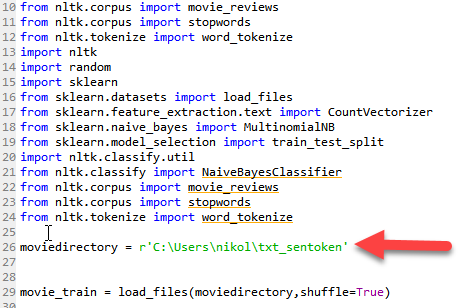 10 from nltk.corpus import movie_reviews
11 from nltk.corpus import stopwords
12 from nltk.tokenize import word_tokenize
13 import nltk
14 import random
15 import sklearn
16 from sklearn.datasets import load_files
17 from sklearn.feature_extraction.text import CountVectorizer
18 from sklearn.naive_bayes import MultinomialNB
19 from sklearn.model_selection import train_test_split
20 import nltk.classify.util
21 from nltk.classify import NaiveBayesClassifier
22 from nltk.corpus import movie_reviews
23 from nltk.corpus import stopwords
24 from nltk.tokenize import word_tokenize
25
26 moviedirectory = r'C:\Users\nikol\txt_sentoken'
27
28
29 movie_train = load_files(moviedirectory,shuffle=True)